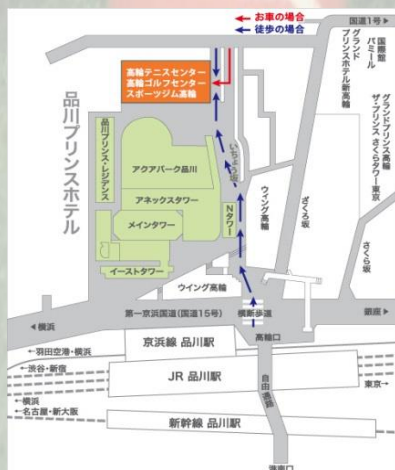 お車の場合
徒歩の場合
国道1号▶
国際館
パミール
グランド
プリンスホテル新高輪
グランドプリンス高輪
ザ・プリンス さくらタワー東京
高輪テニスセンター
高輪ゴルフセンター
スポーツジム高輪
品川プリンスホテル
品川プリンス・レジデンス
いちょう坂
アクアパーク品川
アネックスタワー
メインタワー
Nタワー
ウイング高輪
ざくろ坂
さくら坂
イーストタワー
ウイング高輪
◀横浜
第一京浜国道(国道15号)
横断歩道
銀座▶
高輪口
京浜線 品川駅
←羽田空港・横浜
←渋谷・新宿
JR 品川駅
自由通路
東京→
←横浜
←名古屋・新大阪
新幹線 品川駅
港南口